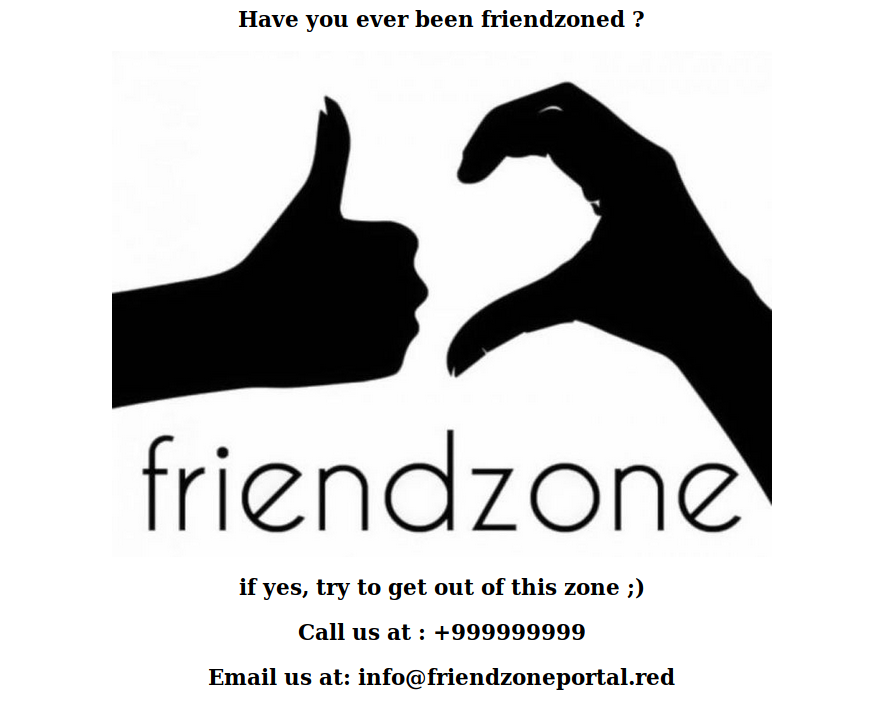 Have you ever been friendzoned ?
friendzone
if yes, try to get out of this zone ;)
Call us at : +999999999
Email us at: info@friendzoneportal.red